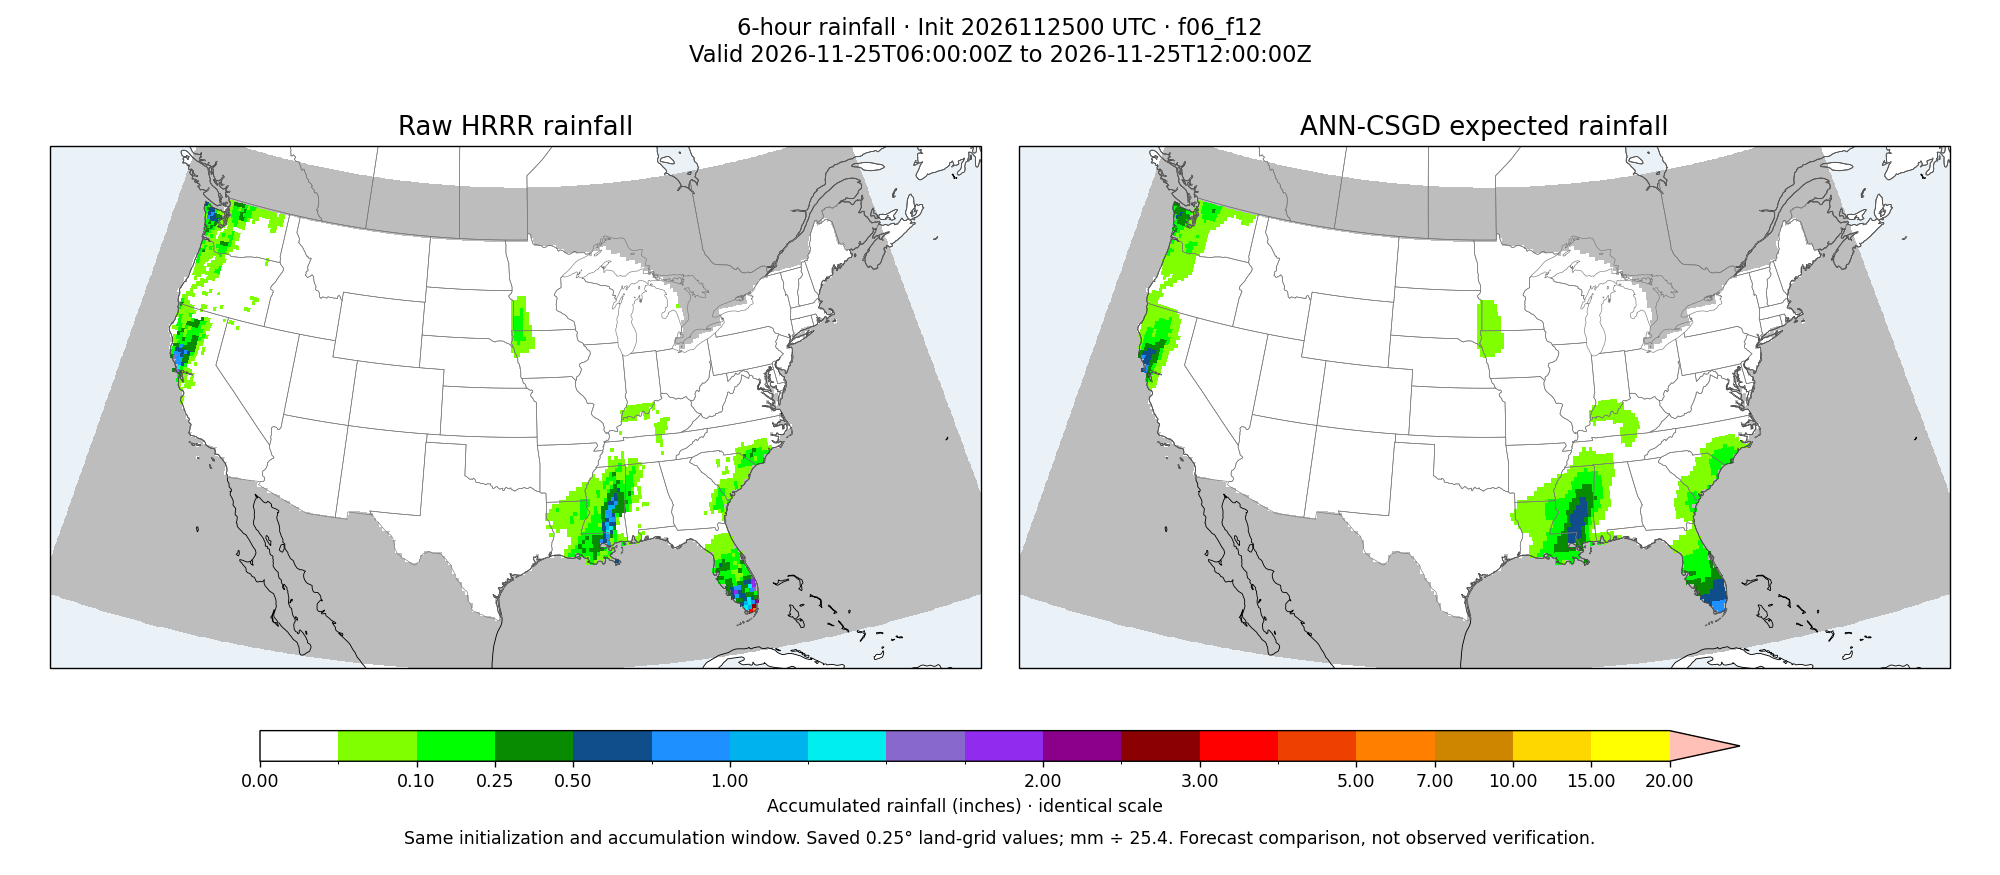 6-hour rainfall · Init 2026112500 UTC · f06_f12
Valid 2026-11-25T06:00:00Z to 2026-11-25T12:00:00Z
Raw HRRR rainfall
ANN-CSGD expected rainfall
0.00 0.10 0.25 0.50 1.00 2.00 3.00 5.00 7.00 10.00 15.00 20.00
Accumulated rainfall (inches) · identical scale
Same initialization and accumulation window. Saved 0.25° land-grid values; mm ÷ 25.4. Forecast comparison, not observed verification.